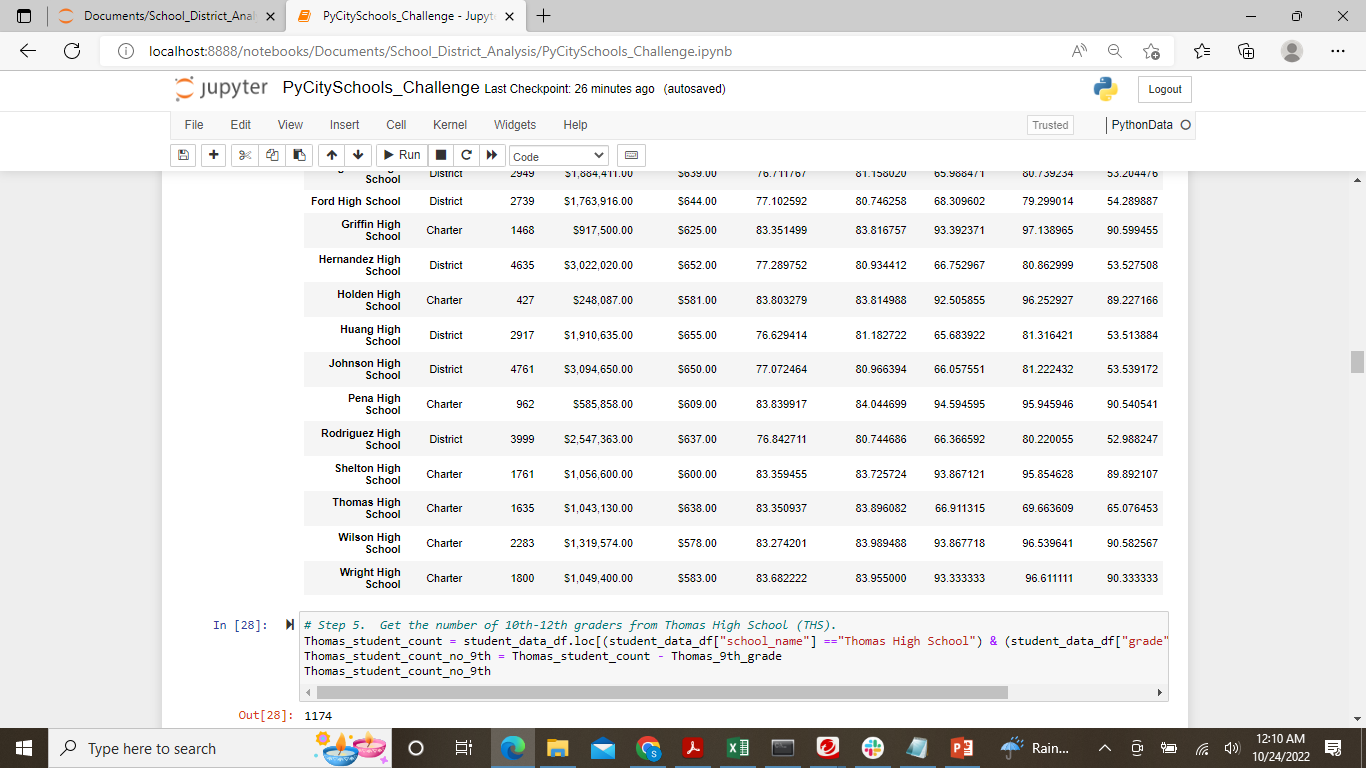 Documents/School_District_Anal
PyCitySchools_Challenge - Jupyt
localhost:8888/notebooks/Documents/School_District_Analysis/PyCitySchools_Challenge.ipynb
jupyter PyCitySchools_Challenge Last Checkpoint: 26 minutes ago (autosaved)
Logout
File Edit View Insert Cell Kernel Widgets Help
Trusted PythonData
Run Code
School District 2949 $1,884,411.00 $639.00 76.711767 81.158020 65.988471 80.739234 53.204476
Ford High School District 2739 $1,763,916.00 $644.00 77.102592 80.746258 68.309602 79.299014 54.289887
Griffin High
School Charter 1468 $917,500.00 $625.00 83.351499 83.816757 93.392371 97.138965 90.599455
Hernandez High
School District 4635 $3,022,020.00 $652.00 77.289752 80.934412 66.752967 80.862999 53.527508
Holden High
School Charter 427 $248,087.00 $581.00 83.803279 83.814988 92.505855 96.252927 89.227166
Huang High
School District 2917 $1,910,635.00 $655.00 76.629414 81.182722 65.683922 81.316421 53.513884
Johnson High
School District 4761 $3,094,650.00 $650.00 77.072464 80.966394 66.057551 81.222432 53.539172
Pena High
School Charter 962 $585,858.00 $609.00 83.839917 84.044699 94.594595 95.945946 90.540541
Rodriguez High
School District 3999 $2,547,363.00 $637.00 76.842711 80.744686 66.366592 80.220055 52.988247
Shelton High
School Charter 1761 $1,056,600.00 $600.00 83.359455 83.725724 93.867121 95.854628 89.892107
Thomas High
School Charter 1635 $1,043,130.00 $638.00 83.350937 83.896082 66.911315 69.663609 65.076453
Wilson High
School Charter 2283 $1,319,574.00 $578.00 83.274201 83.989488 93.867718 96.539641 90.582567
Wright High
School Charter 1800 $1,049,400.00 $583.00 83.682222 83.955000 93.333333 96.611111 90.333333
In [28]: # Step 5. Get the number of 10th-12th graders from Thomas High School (THS).
Thomas_student_count = student_data_df.loc[(student_data_df["school_name"] =="Thomas High School") & (student_data_df["grade"
Thomas_student_count_no_9th = Thomas_student_count - Thomas_9th_grade
Thomas_student_count_no_9th
Out[28]: 1174
Type here to search
Rain...
12:10 AM
10/24/2022